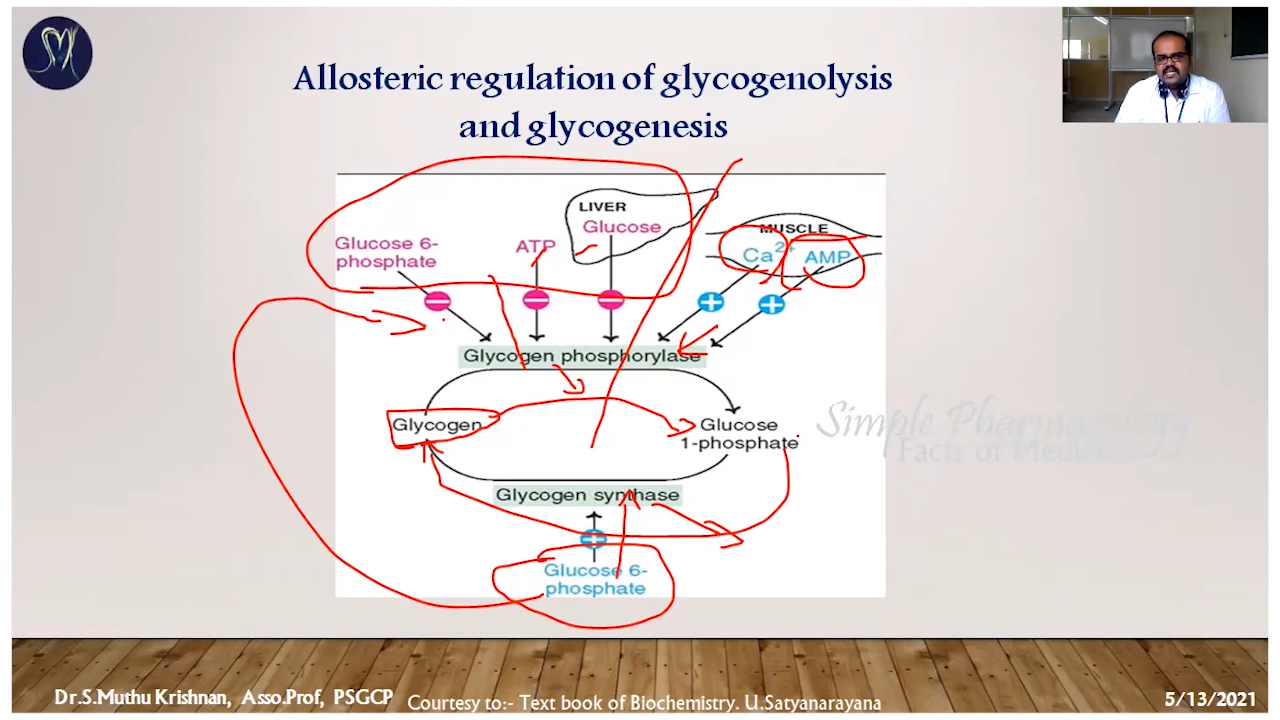 SM
Allosteric regulation of glycogenolysis
and glycogenesis
LIVER
Glucose
MUSCLE
Glucose 6-
phosphate
ATP
Ca2+
AMP
Glycogen phosphorylase
Glycogen
Glucose
1-phosphate
Simple Pharmacology
Facts of Medicine
Glycogen synthase
Glucose 6-
phosphate
Dr.S.Muthu Krishnan, Asso.Prof, PSGCP
Courtesy to:- Text book of Biochemistry. U.Satyanarayana
5/13/2021